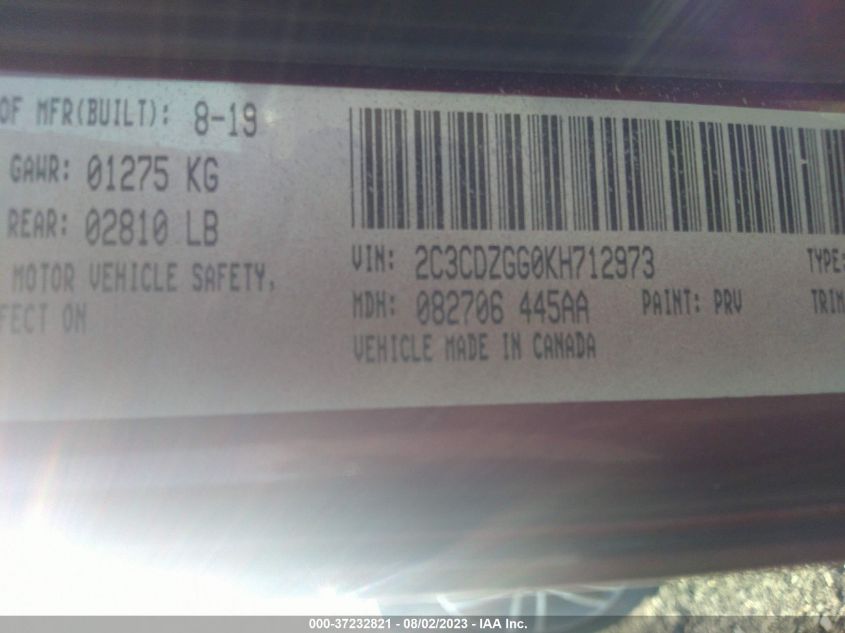 OF MFR(BUILT): 8-19
GAWR: 01275 KG
REAR: 02810 LB
MOTOR VEHICLE SAFETY,
FECT ON
VIN: 2C3CDZGG0KH712973
TYPE:
MDH: 082706 445AA PAINT: PRV
TRIM
VEHICLE MADE IN CANADA
000-37232821 - 08/02/2023 - IAA Inc.